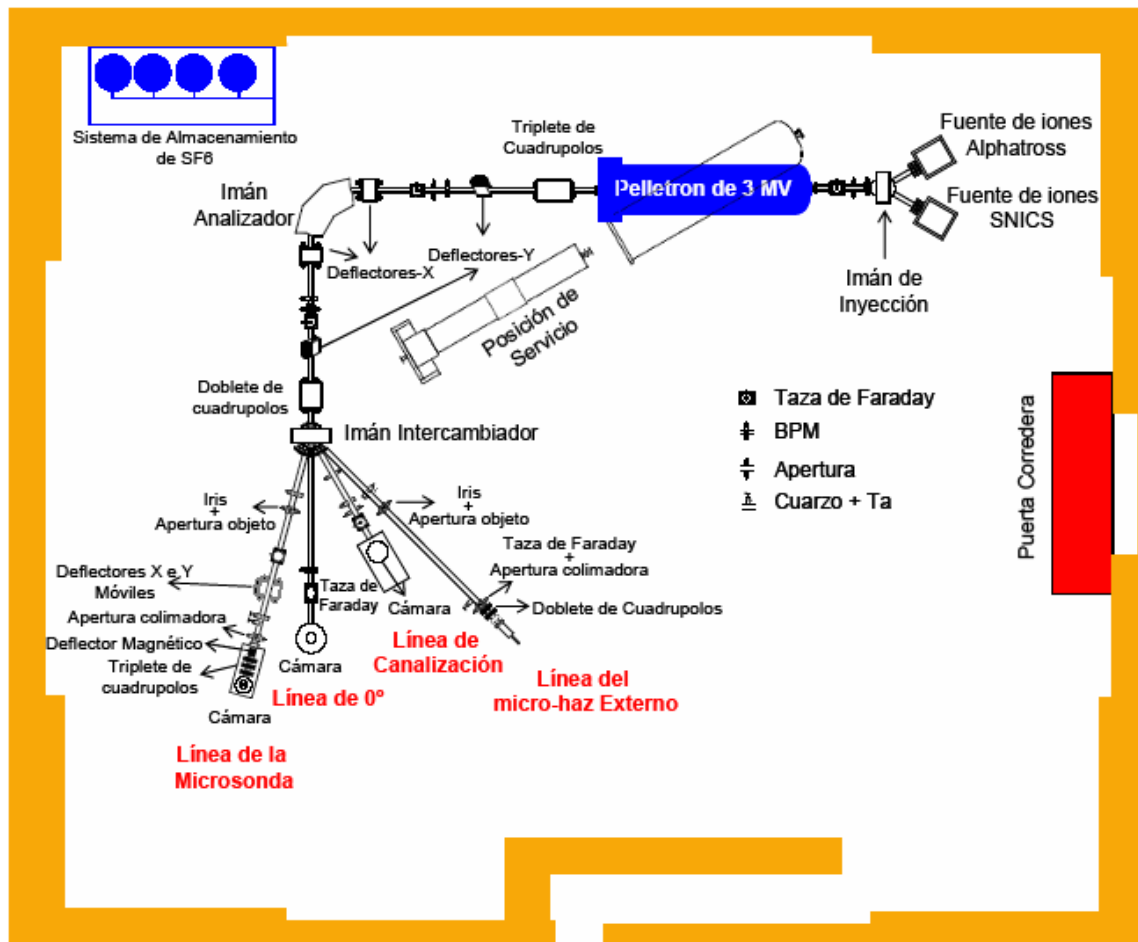 Sistema de Almacenamiento
de SF6
Triplete de
Cuadrupolos
Fuente de iones
Alphatross
Pelletron de 3 MV
Imán
Analizador
Fuente de iones
SNICS
Deflectores-X
Deflectores-Y
Imán de
Inyección
Posición de
Servicio
Doblete de
cuadrupolos
Imán Intercambiador
Taza de Faraday
BPM
Apertura
Cuarzo + Ta
Puerta Corredera
Iris
+
Apertura objeto
Iris
+
Apertura objeto
Taza de Faraday
+
Apertura colimadora
Deflectores X e Y
Móviles
Taza de
Faraday
Cámara
Doblete de Cuadrupolos
Apertura colimadora
Deflector Magnético
Triplete de
cuadrupolos
Cámara
Cámara
Línea de
Canalización
Línea de 0º
Línea del
micro-haz Externo
Línea de la
Microsonda